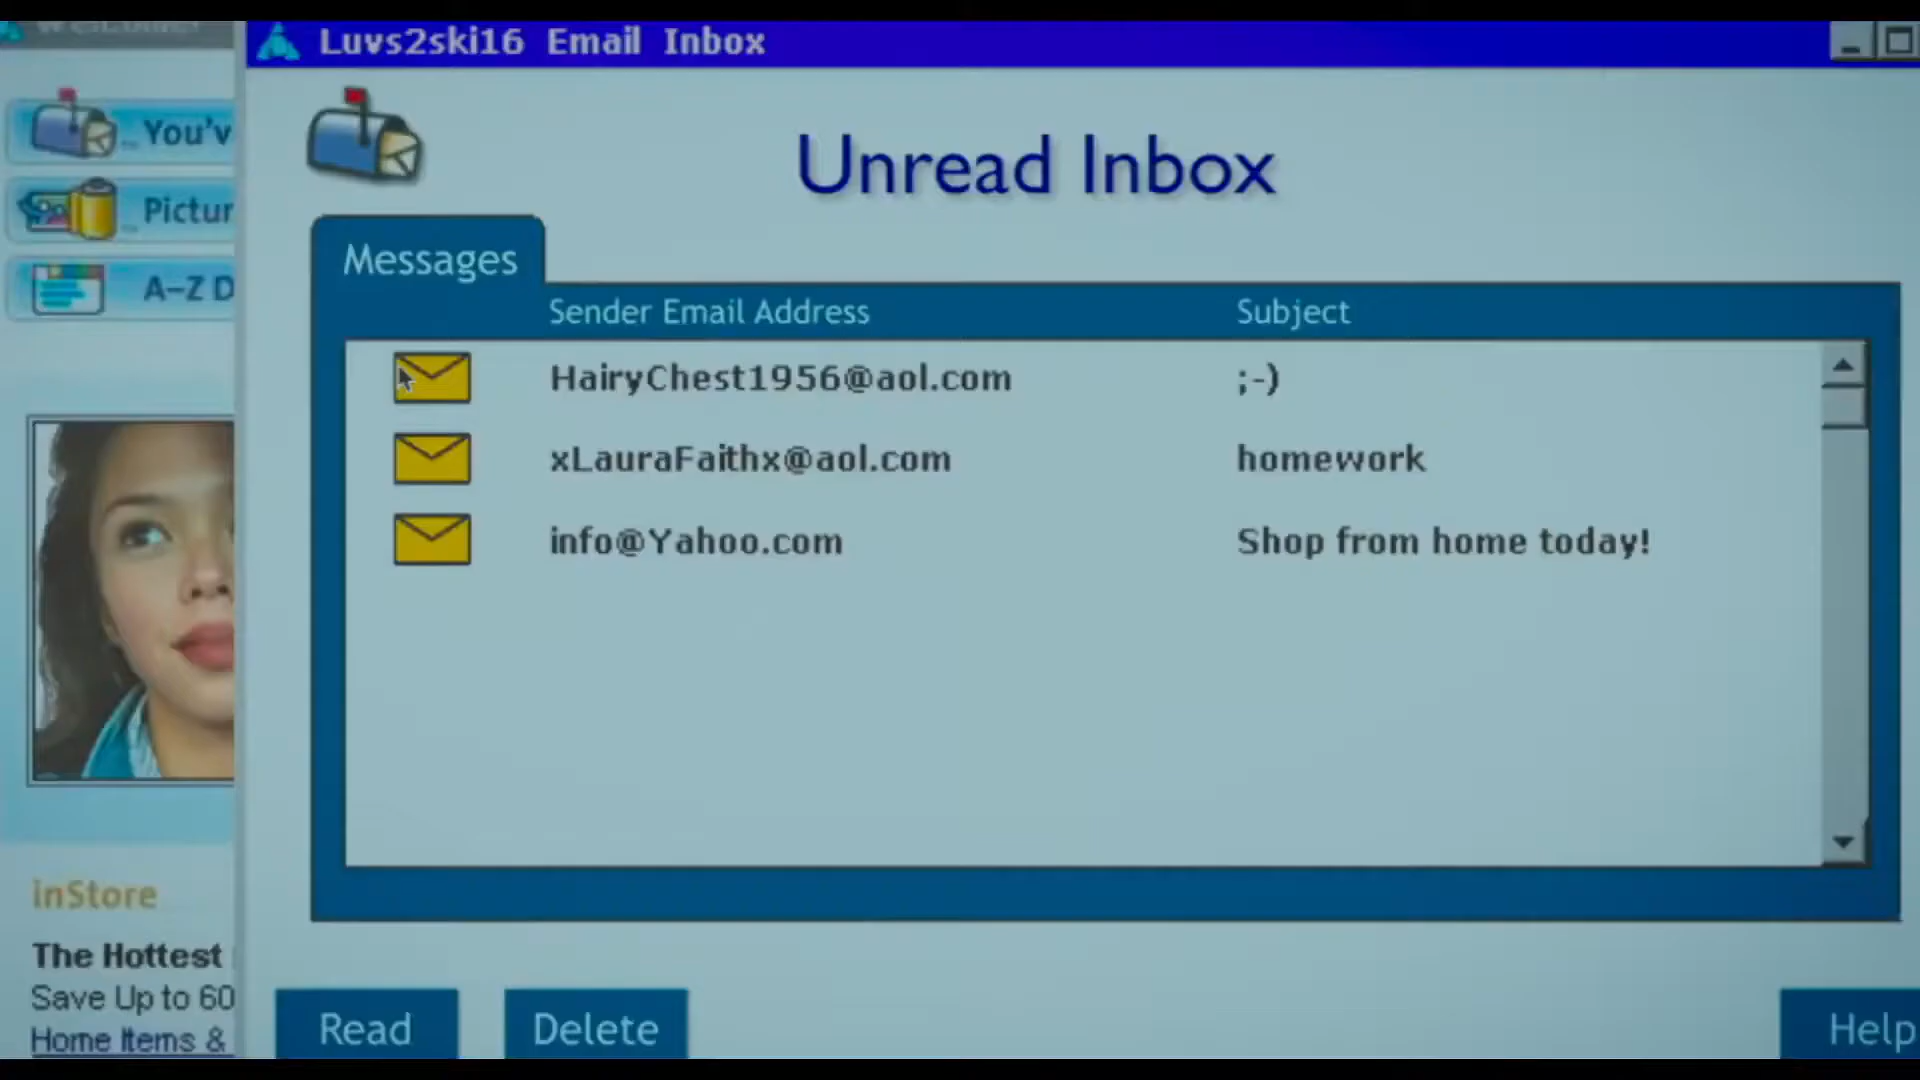 Luvs2ski16 Email Inbox
You'v
Pictur
A-Z D
Unread Inbox
Messages
Sender Email Address Subject
HairyChest1956@aol.com ;-)
xLauraFaithx@aol.com homework
info@Yahoo.com Shop from home today!
inStore
The Hottest
Save Up to 60
Home Items &
Read Delete Help